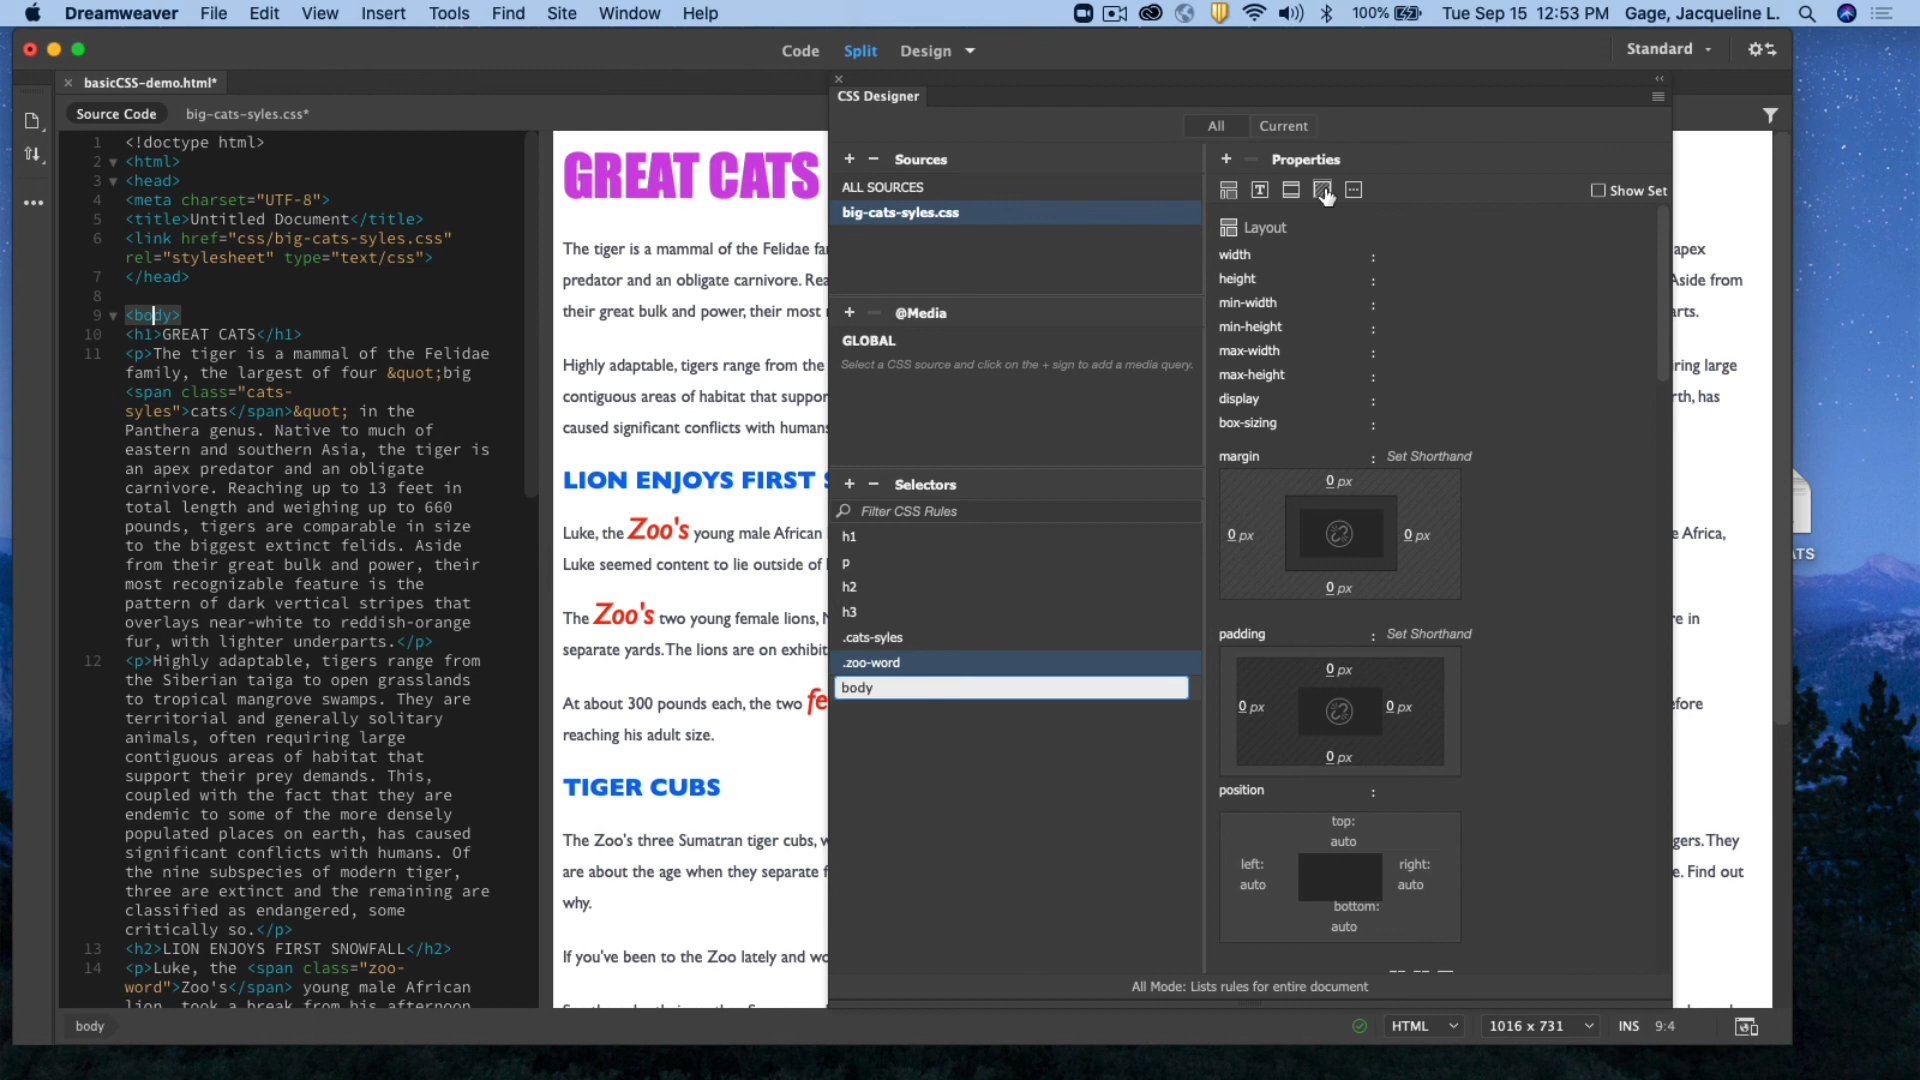 Dreamweaver File Edit View Insert Tools Find Site Window Help
100% Tue Sep 15 12:53 PM Gage, Jacqueline L.
Code Split Design Standard
basicCSS-demo.html*
Source Code big-cats-syles.css*
1 <!doctype html>
2 <html>
3 <head>
4 <meta charset="UTF-8">
5 <title>Untitled Document</title>
6 <link href="css/big-cats-syles.css"
rel="stylesheet" type="text/css">
7 </head>
8
9 <body>
10 <h1>GREAT CATS</h1>
11 <p>The tiger is a mammal of the Felidae
family, the largest of four &quot;big
<span class="cats-
syles">cats</span>&quot; in the
Panthera genus. Native to much of
eastern and southern Asia, the tiger is
an apex predator and an obligate
carnivore. Reaching up to 13 feet in
total length and weighing up to 660
pounds, tigers are comparable in size
to the biggest extinct felids. Aside
from their great bulk and power, their
most recognizable feature is the
pattern of dark vertical stripes that
overlays near-white to reddish-orange
fur, with lighter underparts.</p>
12 <p>Highly adaptable, tigers range from
the Siberian taiga to open grasslands
to tropical mangrove swamps. They are
territorial and generally solitary
animals, often requiring large
contiguous areas of habitat that
support their prey demands. This,
coupled with the fact that they are
endemic to some of the more densely
populated places on earth, has caused
significant conflicts with humans. Of
the nine subspecies of modern tiger,
three are extinct and the remaining are
classified as endangered, some
critically so.</p>
13 <h2>LION ENJOYS FIRST SNOWFALL</h2>
14 <p>Luke, the <span class="zoo-
word">Zoo's</span> young male African
lion, took a break from his afternoon
GREAT CATS
The tiger is a mammal of the Felidae fa
predator and an obligate carnivore. Rea
their great bulk and power, their most
Highly adaptable, tigers range from the
contiguous areas of habitat that suppor
caused significant conflicts with humans
LION ENJOYS FIRST S
Luke, the Zoo's young male African
Luke seemed content to lie outside of
The Zoo's two young female lions, N
separate yards. The lions are on exhibit
At about 300 pounds each, the two fe
reaching his adult size.
TIGER CUBS
The Zoo's three Sumatran tiger cubs, w
are about the age when they separate f
why.
If you've been to the Zoo lately and wo
CSS Designer
All Current
+ − Sources
ALL SOURCES
big-cats-syles.css
+ − @Media
GLOBAL
Select a CSS source and click on the + sign to add a media query.
+ − Selectors
Filter CSS Rules
h1
p
h2
h3
.cats-syles
.zoo-word
body
+ − Properties
T Show Set
Layout
width :
height :
min-width :
min-height :
max-width :
max-height :
display :
box-sizing :
margin : Set Shorthand
0 px
0 px 0 px
0 px
padding : Set Shorthand
0 px
0 px 0 px
0 px
position :
top:
auto
left: right:
auto auto
bottom:
auto
All Mode: Lists rules for entire document
apex
Aside from
arts.
ring large
rth, has
e Africa,
re in
efore
gers. They
e. Find out
ATS
body
HTML 1016 x 731 INS 9:4